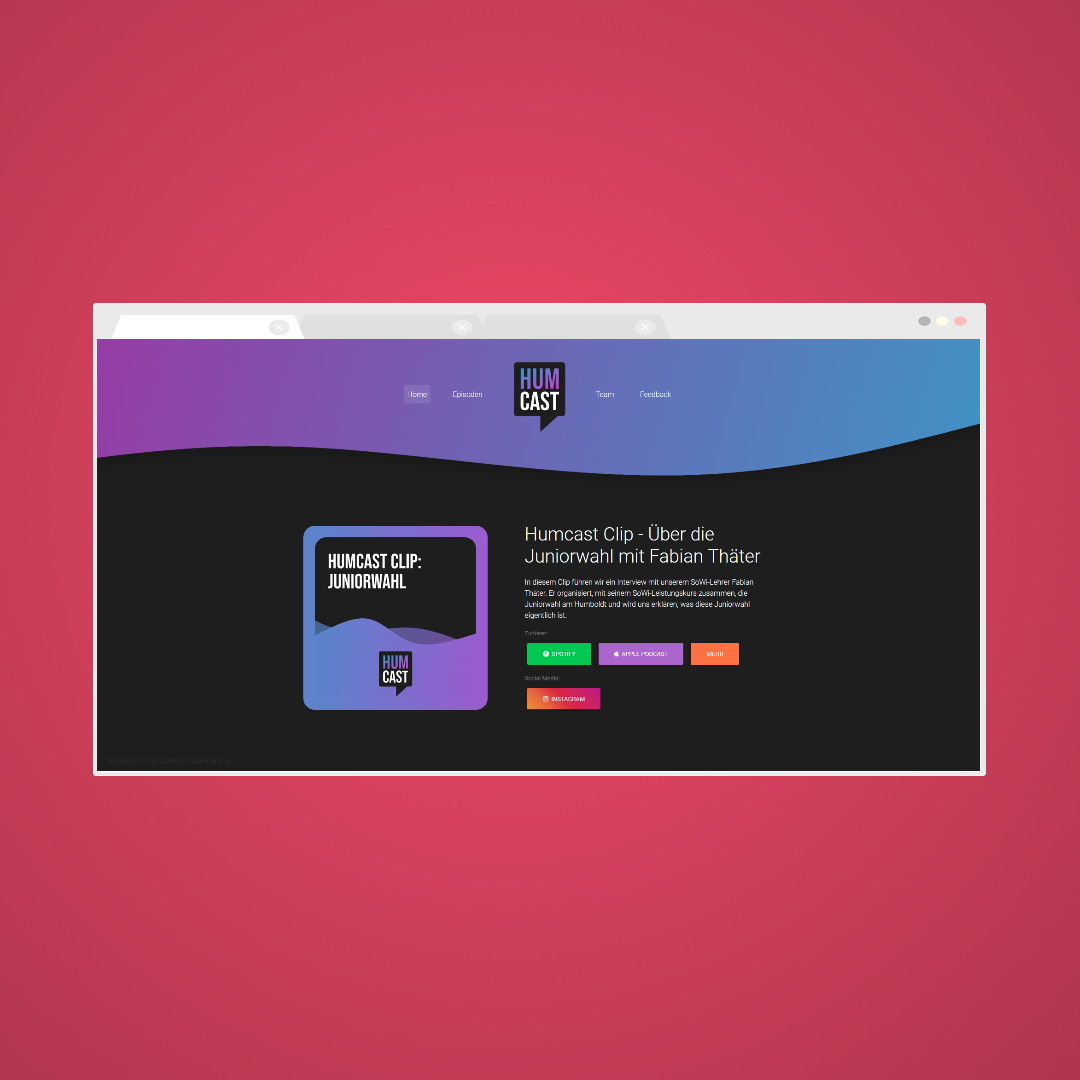 Home
Episoden
HUM
CAST
Team
Feedback
HUMCAST CLIP:
JUNIORWAHL
HUM
CAST
Humcast Clip - Über die
Juniorwahl mit Fabian Thäter
In diesem Clip führen wir ein Interview mit unserem SoWi-Lehrer Fabian
Thäter. Er organisiert, mit seinem SoWi-Leistungskurs zusammen, die
Juniorwahl am Humboldt und wird uns erklären, was diese Juniorwahl
eigentlich ist.
Zuhören:
SPOTIFY
APPLE PODCAST
MEHR
Social Media:
INSTAGRAM